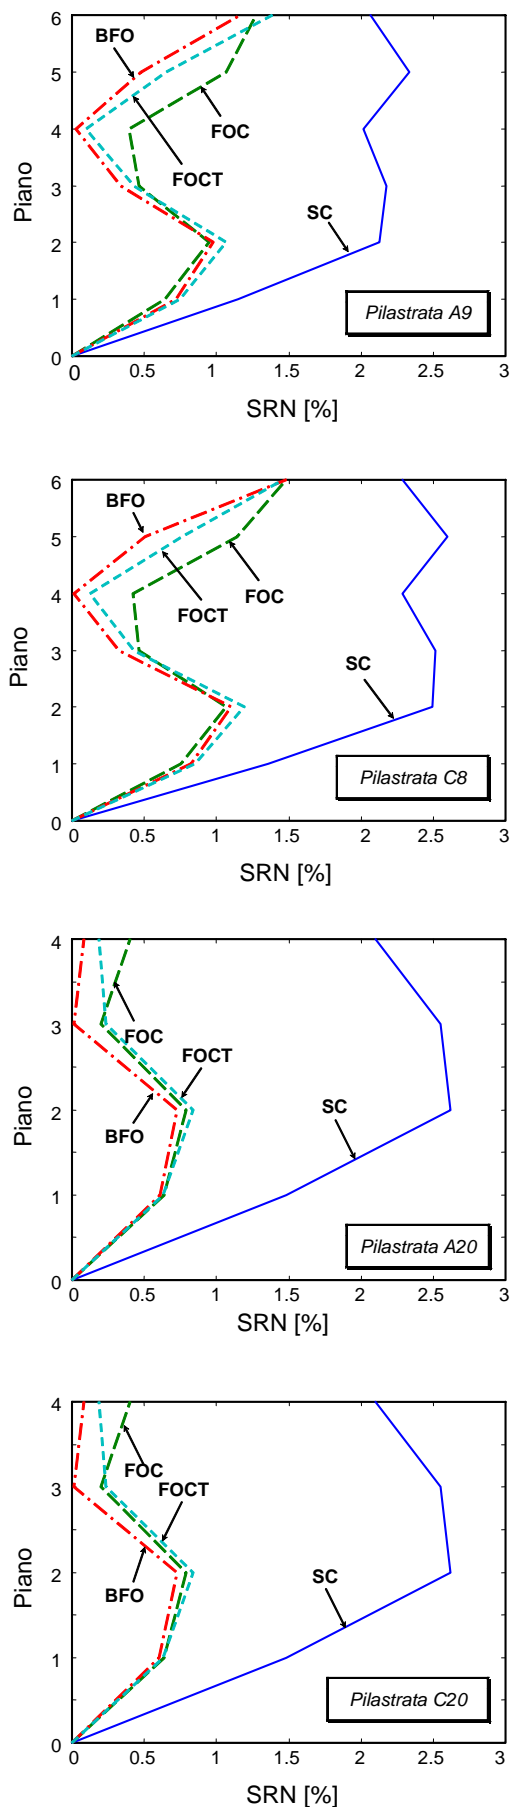 6
BFO
5
FOC
4
FOCT
Piano
3
SC
2
1
Pilastrata A9
0
0 0.5 1 1.5 2 2.5 3
SRN [%]
6
BFO
5
FOC
FOCT
4
Piano
3
SC
2
1
Pilastrata C8
0
0 0.5 1 1.5 2 2.5 3
SRN [%]
4
FOC
FOCT
3
Piano
SC
2
BFO
1
Pilastrata A20
0
0 0.5 1 1.5 2 2.5 3
SRN [%]
4
FOC
FOCT
3
Piano
SC
2
BFO
1
Pilastrata C20
0
0 0.5 1 1.5 2 2.5 3
SRN [%]